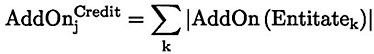 AddOn_j^Credit = ∑_k |AddOn (Entitate_k)|